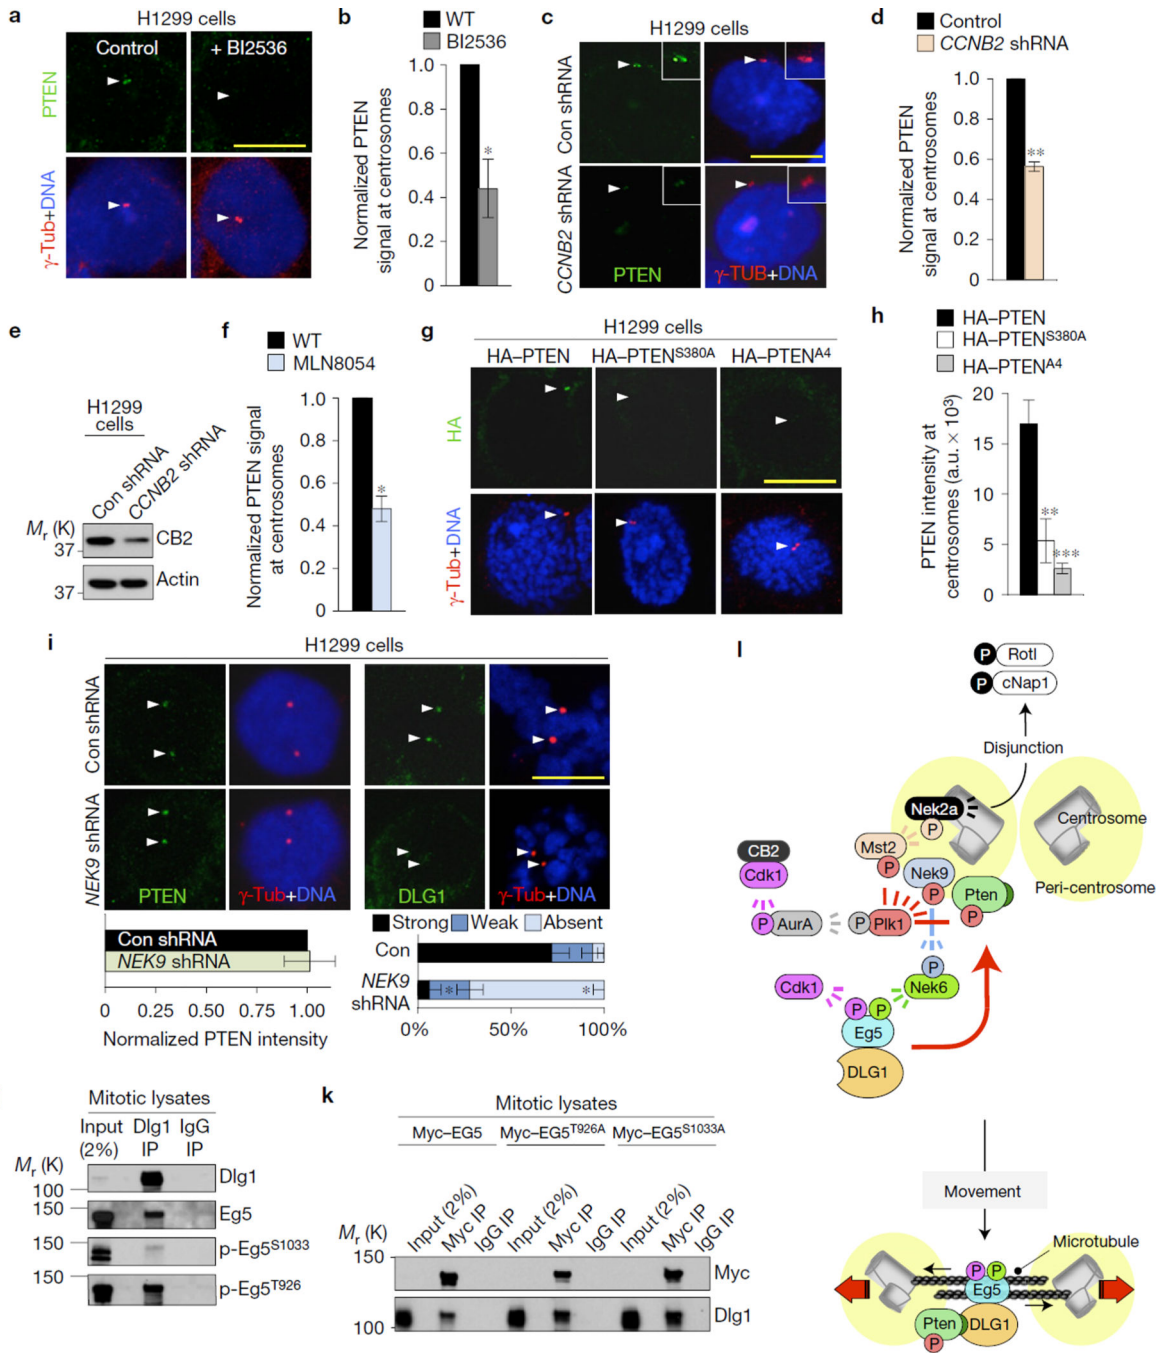 a
H1299 cells
Control
+ BI2536
PTEN
γ-Tub+DNA
b
WT
BI2536
Normalized PTEN
signal at centrosomes
1.0
0.8
0.6
0.4
0.2
0
*
c
H1299 cells
Con shRNA
CCNB2 shRNA
PTEN
γ-TUB+DNA
d
Control
CCNB2 shRNA
Normalized PTEN
signal at centrosomes
1.0
0.8
0.6
0.4
0.2
0
**
e
H1299
cells
Con shRNA
CCNB2 shRNA
Mr (K)
37
CB2
37
Actin
f
WT
MLN8054
Normalized PTEN signal
at centrosomes
1.0
0.8
0.6
0.4
0.2
0
*
g
H1299 cells
HA–PTEN
HA–PTENS380A
HA–PTENA4
HA
γ-Tub+DNA
h
HA–PTEN
HA–PTENS380A
HA–PTENA4
PTEN intensity at
centrosomes (a.u. × 10³)
20
15
10
5
0
**
***
i
H1299 cells
Con shRNA
NEK9 shRNA
PTEN
γ-Tub+DNA
DLG1
γ-Tub+DNA
Con shRNA
NEK9 shRNA
0
0.25
0.50
0.75
1.00
Normalized PTEN intensity
Strong
Weak
Absent
Con
NEK9
shRNA
*
*
0%
50%
100%
Mitotic lysates
Input
(2%)
Dlg1
IP
IgG
IP
Mr (K)
100
Dlg1
150
Eg5
150
p-Eg5S1033
150
p-Eg5T926
k
Mitotic lysates
Myc–EG5
Myc–EG5T926A
Myc–EG5S1033A
Input (2%)
Myc IP
IgG IP
Input (2%)
Myc IP
IgG IP
Input (2%)
Myc IP
IgG IP
Mr (K)
150
Myc
100
Dlg1
l
P
Rotl
P
cNap1
Disjunction
Nek2a
P
Centrosome
Mst2
P
Nek9
P
Pten
P
Peri-centrosome
CB2
Cdk1
P
AurA
P
Plk1
P
Nek6
Cdk1
P
P
Eg5
DLG1
Movement
Microtubule
P
P
Eg5
Pten
DLG1
P